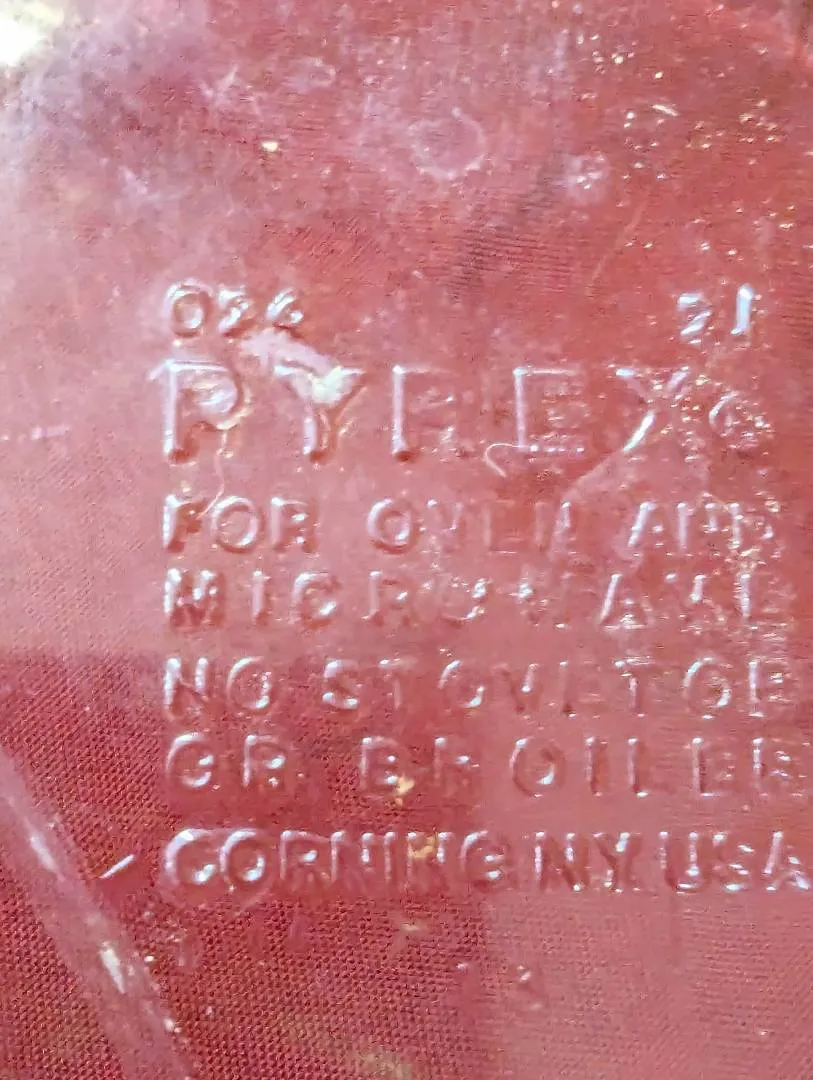 024 21
PYREX®
FOR OVEN AND
MICROWAVE
NO STOVETOP
OR BROILER
CORNING NY USA